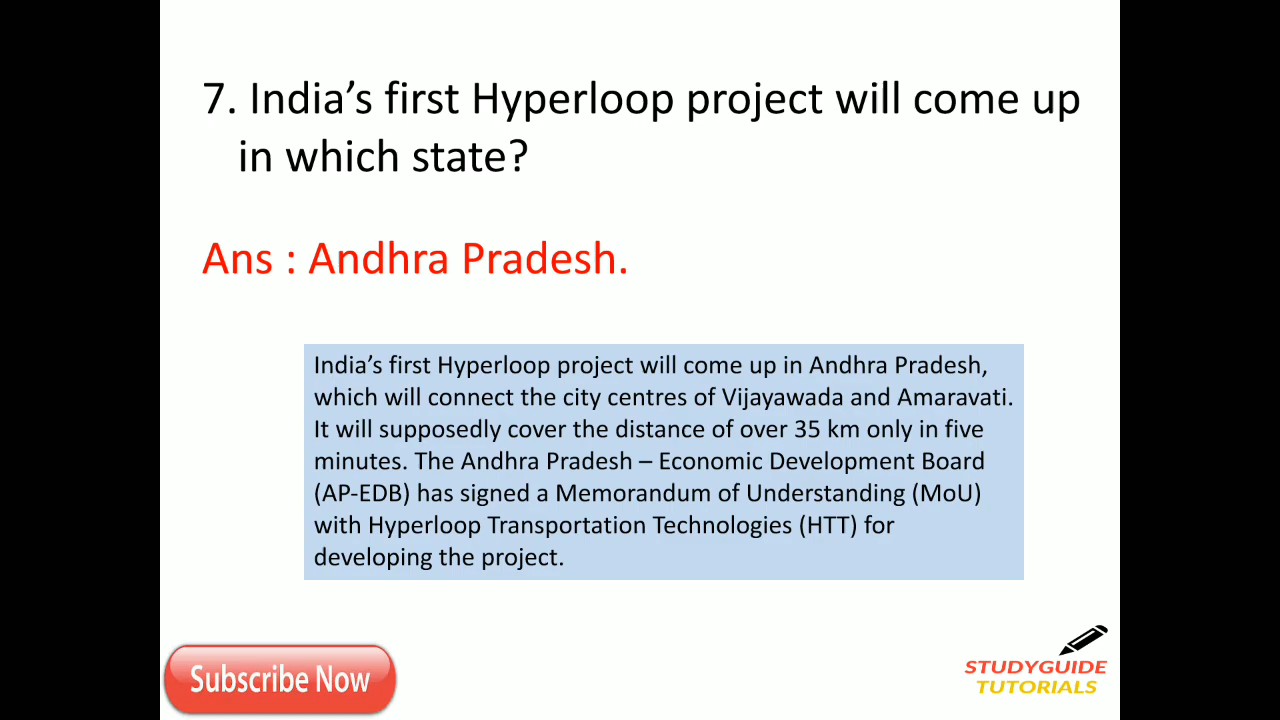 7. India’s first Hyperloop project will come up
in which state?
Ans : Andhra Pradesh.
India’s first Hyperloop project will come up in Andhra Pradesh,
which will connect the city centres of Vijayawada and Amaravati.
It will supposedly cover the distance of over 35 km only in five
minutes. The Andhra Pradesh – Economic Development Board
(AP-EDB) has signed a Memorandum of Understanding (MoU)
with Hyperloop Transportation Technologies (HTT) for
developing the project.
Subscribe Now
STUDYGUIDE
TUTORIALS